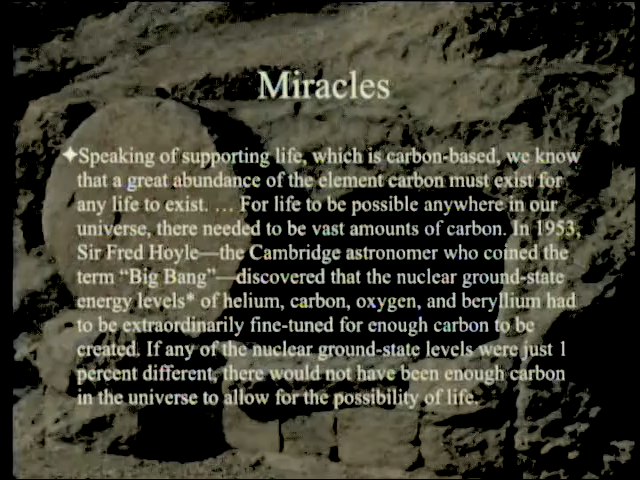 Miracles
✦Speaking of supporting life, which is carbon-based, we know
that a great abundance of the element carbon must exist for
any life to exist. … For life to be possible anywhere in our
universe, there needed to be vast amounts of carbon. In 1953,
Sir Fred Hoyle—the Cambridge astronomer who coined the
term “Big Bang”—discovered that the nuclear ground-state
energy levels* of helium, carbon, oxygen, and beryllium had
to be extraordinarily fine-tuned for enough carbon to be
created. If any of the nuclear ground-state levels were just 1
percent different, there would not have been enough carbon
in the universe to allow for the possibility of life.